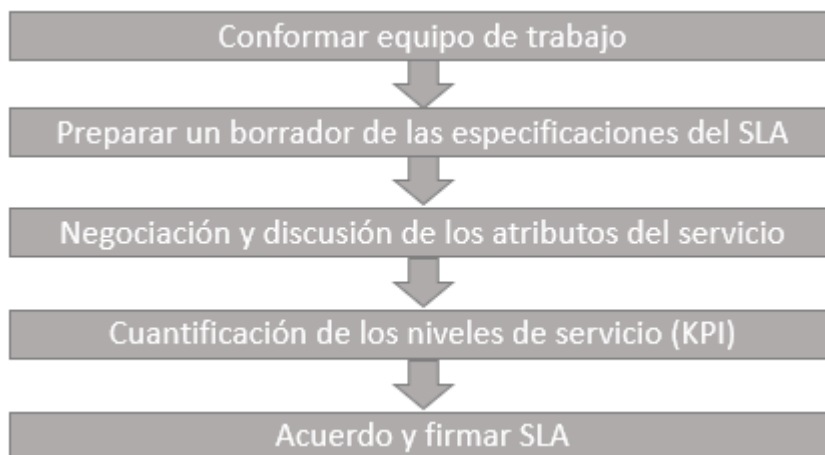 Conformar equipo de trabajo
Preparar un borrador de las especificaciones del SLA
Negociación y discusión de los atributos del servicio
Cuantificación de los niveles de servicio (KPI)
Acuerdo y firmar SLA